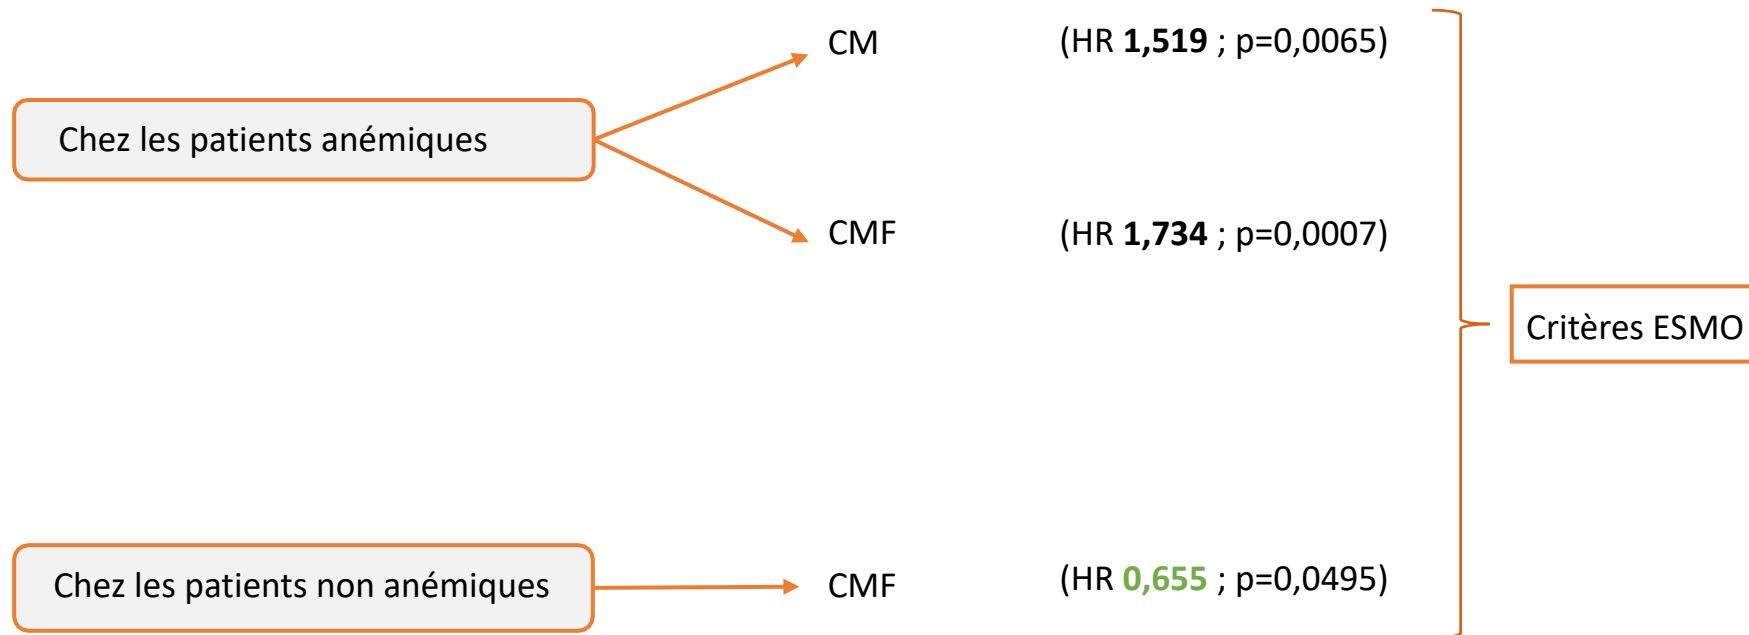 CM (HR 1,519 ; p=0,0065)
Chez les patients anémiques
CMF (HR 1,734 ; p=0,0007)
Critères ESMO
Chez les patients non anémiques CMF (HR 0,655 ; p=0,0495)